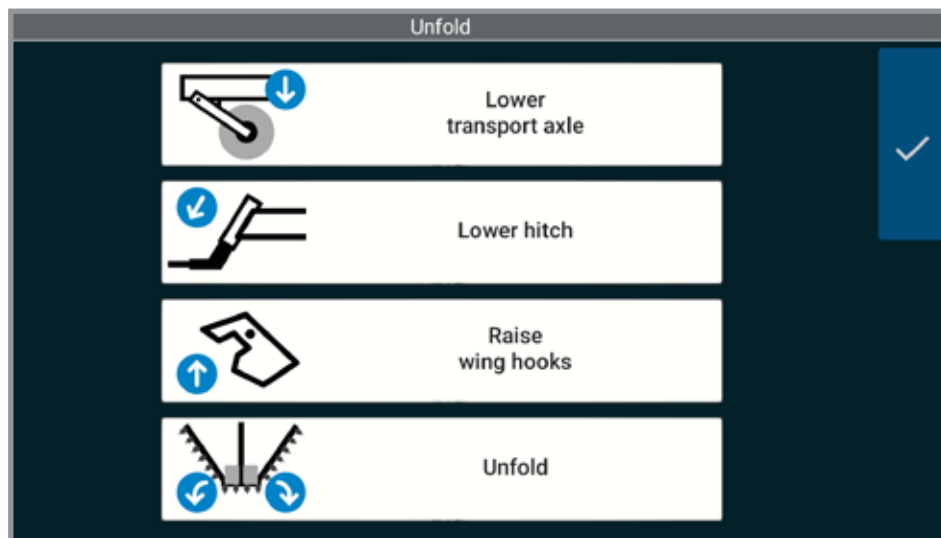 Unfold
Lower
transport axle
Lower hitch
Raise
wing hooks
Unfold